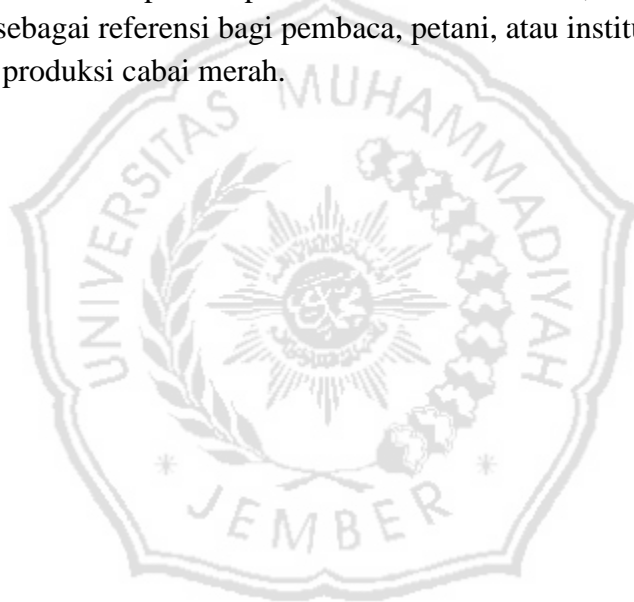 sebagai referensi bagi pembaca, petani, atau institu
produksi cabai merah.
UNIVERSITAS MUHAMMADIYAH
JEMBER